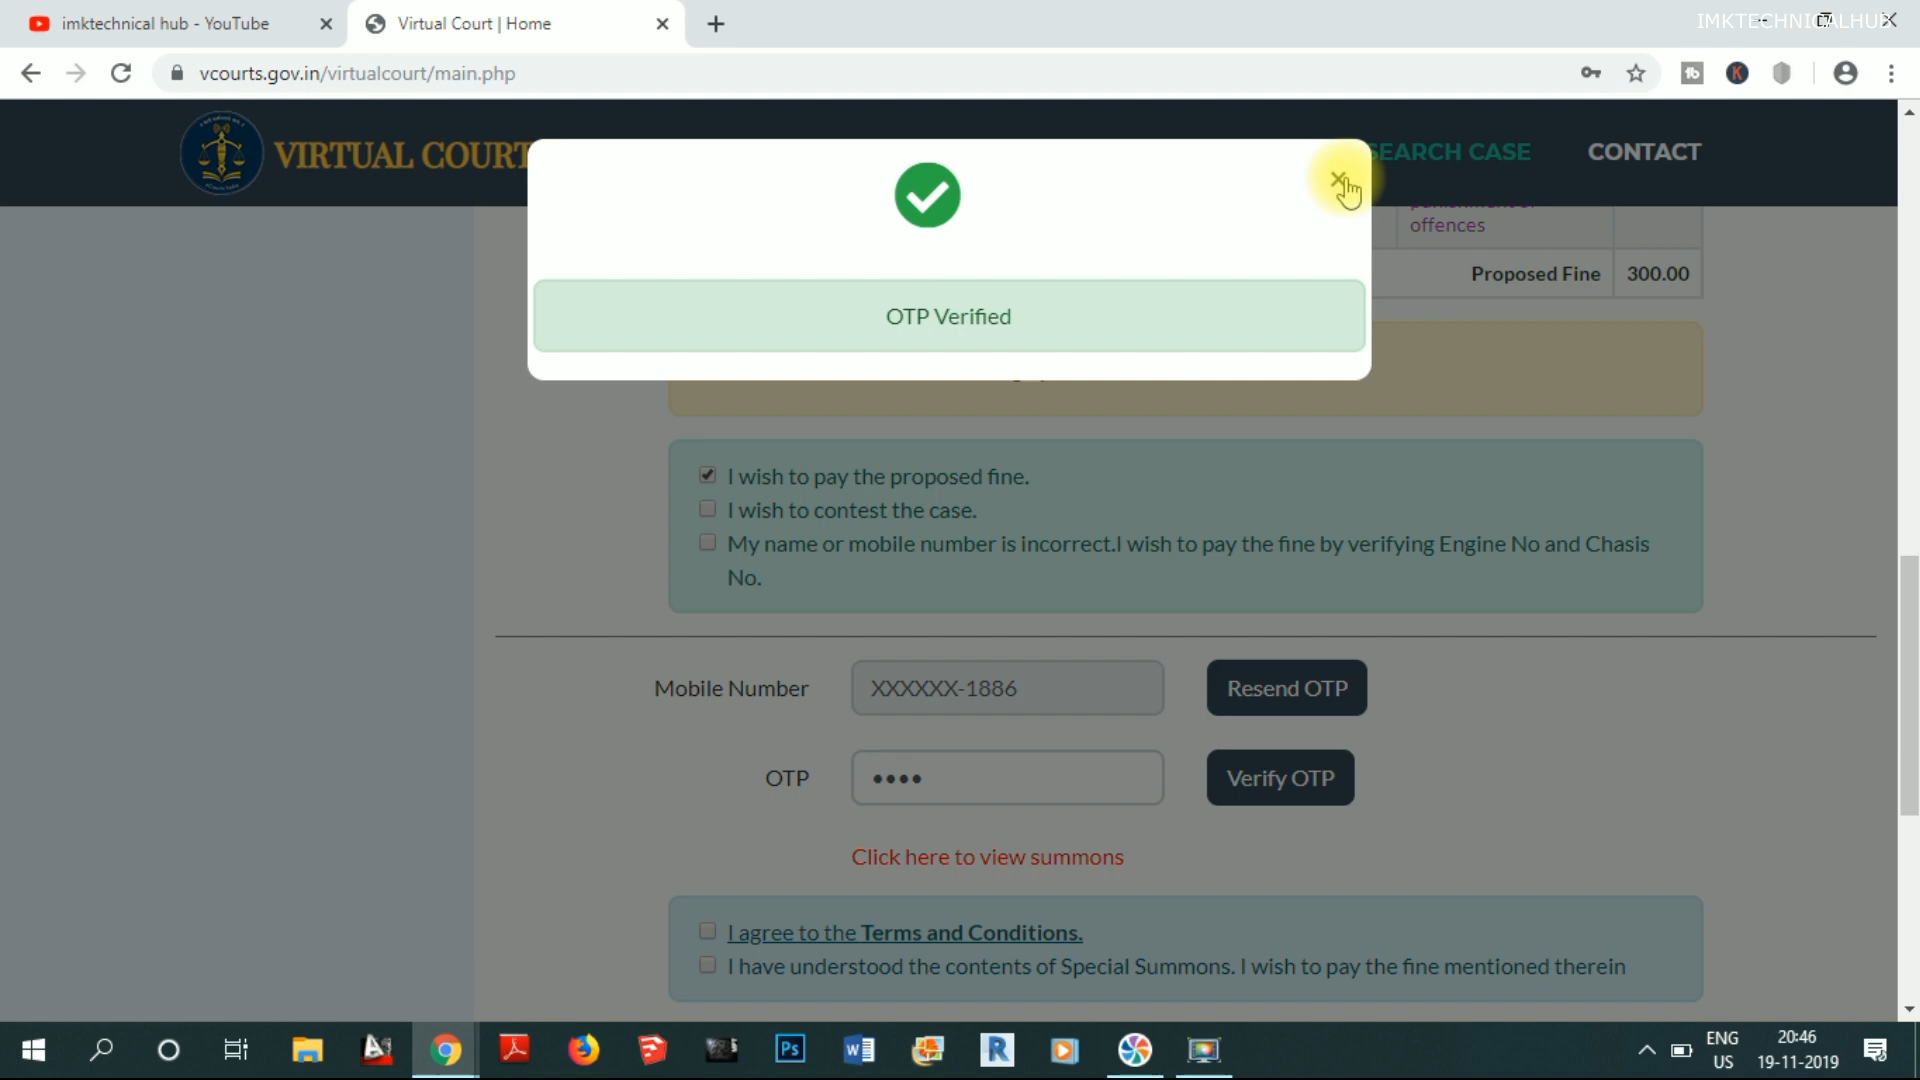 imktechnical hub - YouTube
Virtual Court | Home
IMKTECHNICALHUB
vcourts.gov.in/virtualcourt/main.php
VIRTUAL COURT
SEARCH CASE
CONTACT
offences
Proposed Fine 300.00
OTP Verified
I wish to pay the proposed fine.
I wish to contest the case.
My name or mobile number is incorrect.I wish to pay the fine by verifying Engine No and Chasis
No.
Mobile Number XXXXXX-1886 Resend OTP
OTP Verify OTP
Click here to view summons
I agree to the Terms and Conditions.
I have understood the contents of Special Summons. I wish to pay the fine mentioned therein
Ps
ENG
US
20:46
19-11-2019